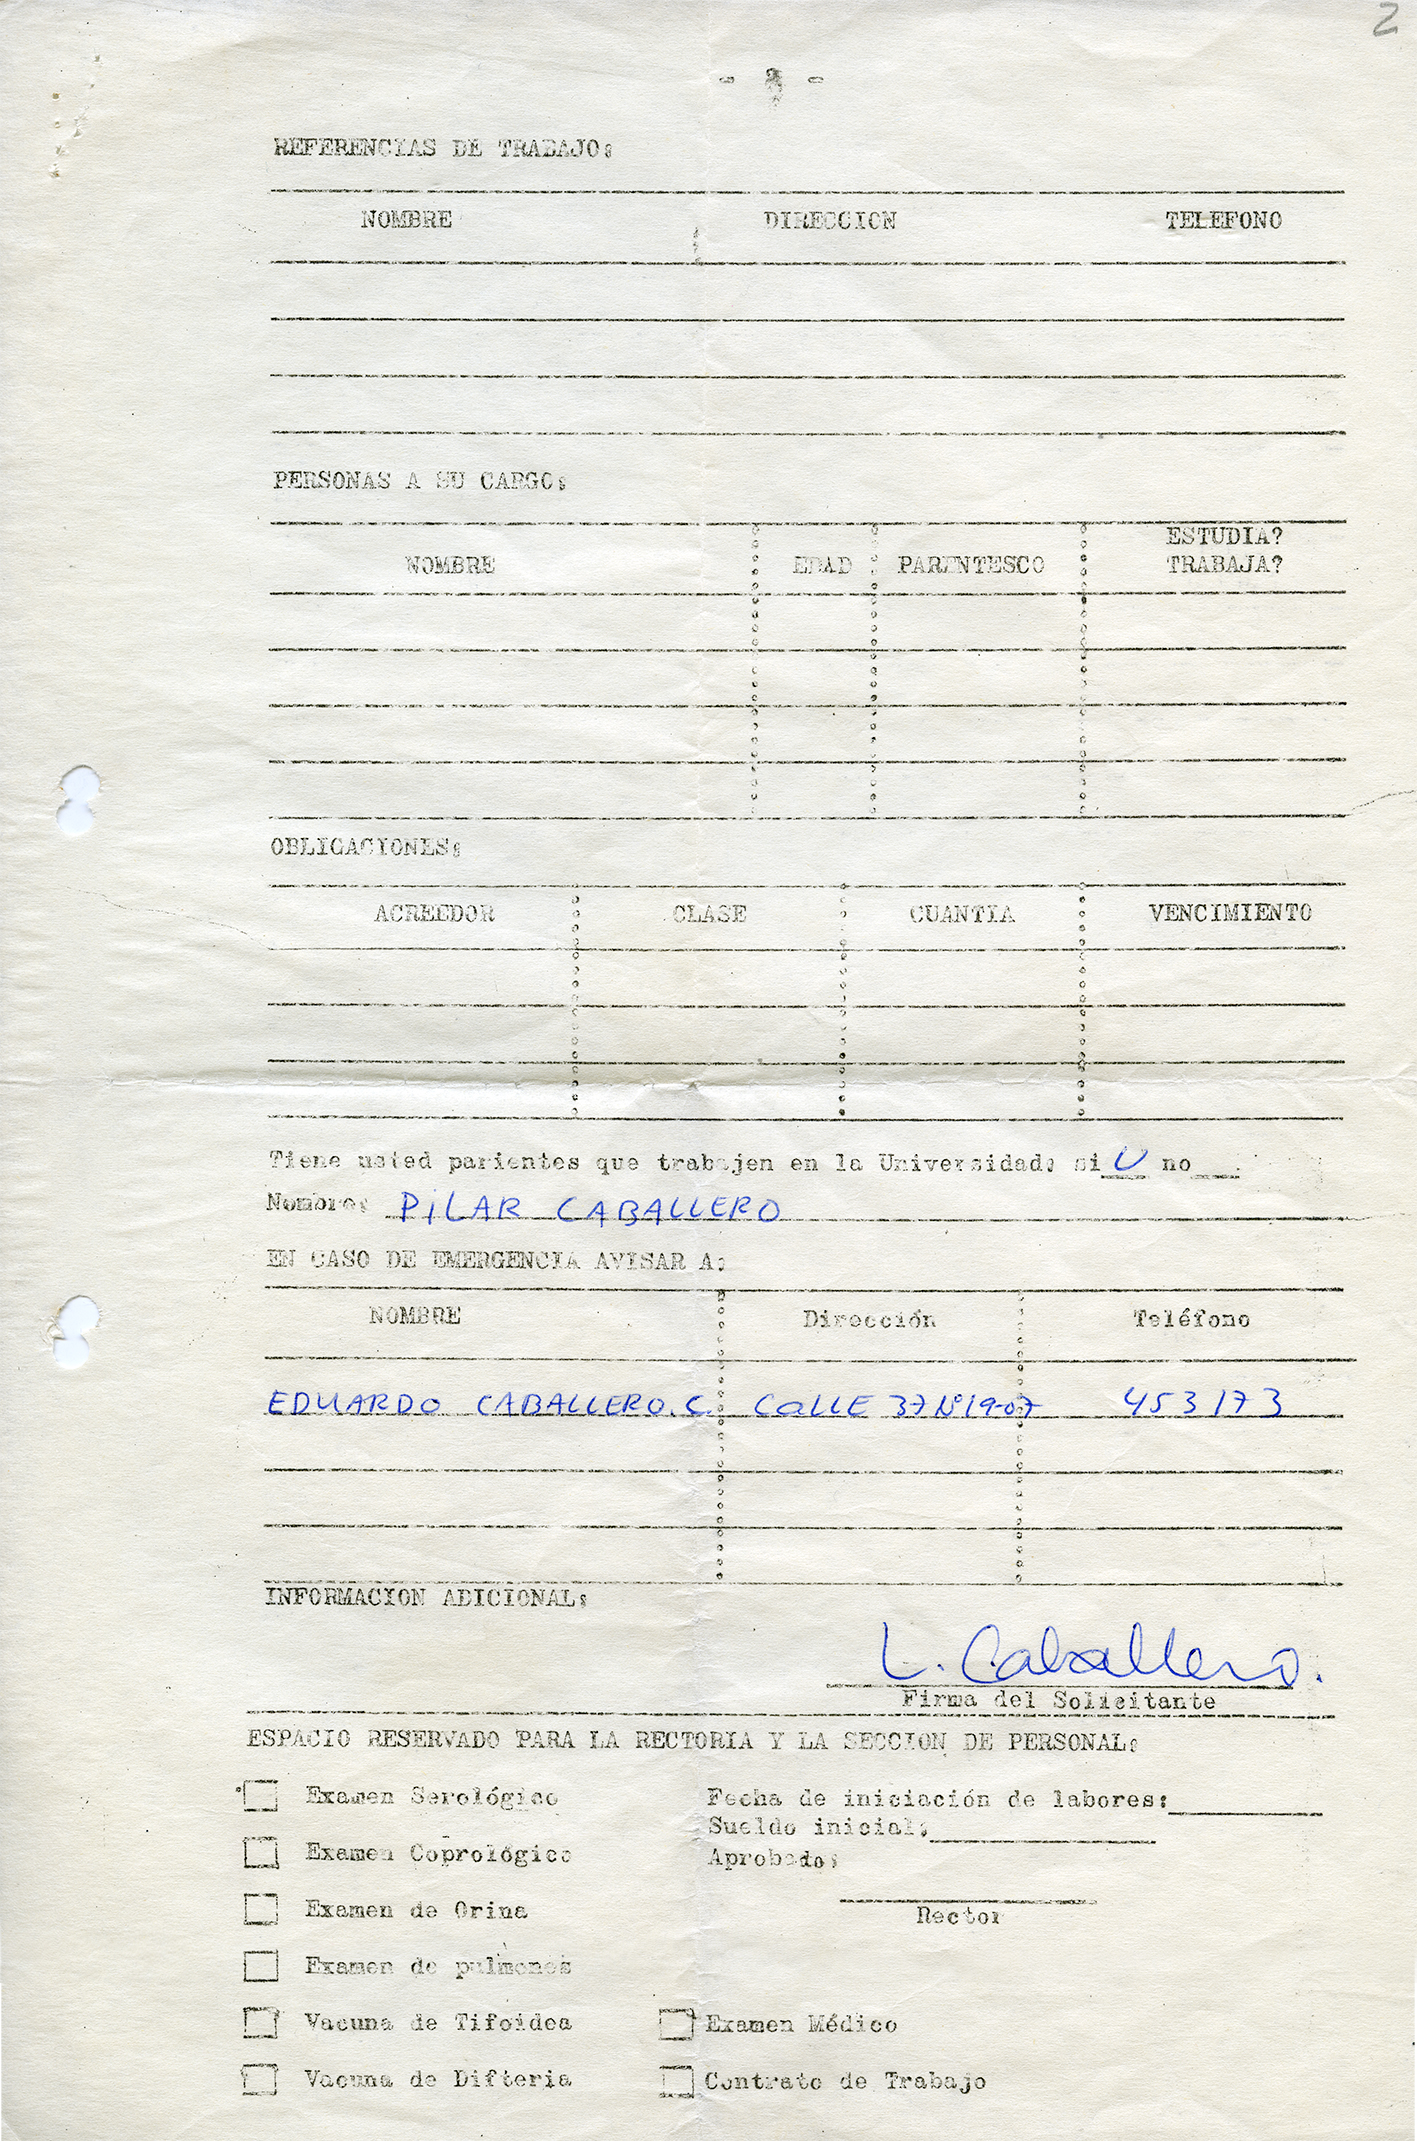 2
REFERENCIAS DE TRABAJO:
NOMBRE DIRECCION TELEFONO
PERSONAS A SU CARGO:
NOMBRE EDAD PARENTESCO ESTUDIA? TRABAJA?
OBLIGACIONES:
ACREEDOR CLASE CUANTIA VENCIMIENTO
Tiene usted parientes que trabajen en la Universidad: si no
Nombre: PILAR CABALLERO
EN CASO DE EMERGENCIA AVISAR A:
NOMBRE Dirección Teléfono
EDUARDO CABALLERO.C. CALLE 37 Nº 19-07 453173
INFORMACION ADICIONAL:
L. Caballero.
Firma del Solicitante
ESPACIO RESERVADO PARA LA RECTORIA Y LA SECCION DE PERSONAL:
Examen Serológico Fecha de iniciación de labores:
Sueldo inicial:
Examen Coprológico Aprobado:
Examen de Orina Rector
Examen de pulmones
Vacuna de Tifoidea Examen Médico
Vacuna de Difteria Contrato de Trabajo